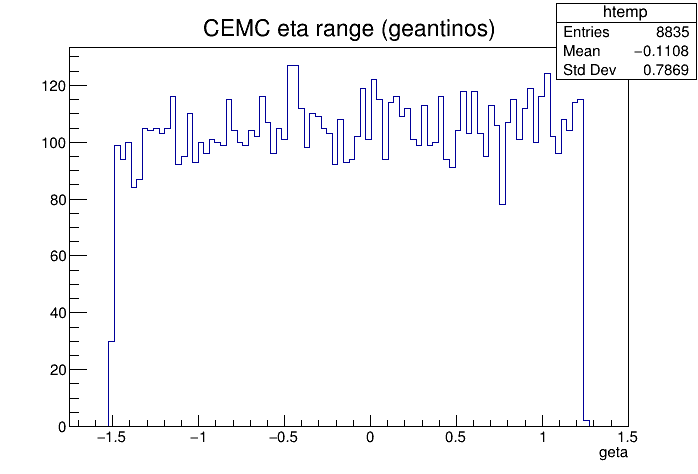 CEMC eta range (geantinos)
htemp
Entries 8835
Mean −0.1108
Std Dev 0.7869
120
100
80
60
40
20
0
−1.5 −1 −0.5 0 0.5 1 1.5
geta